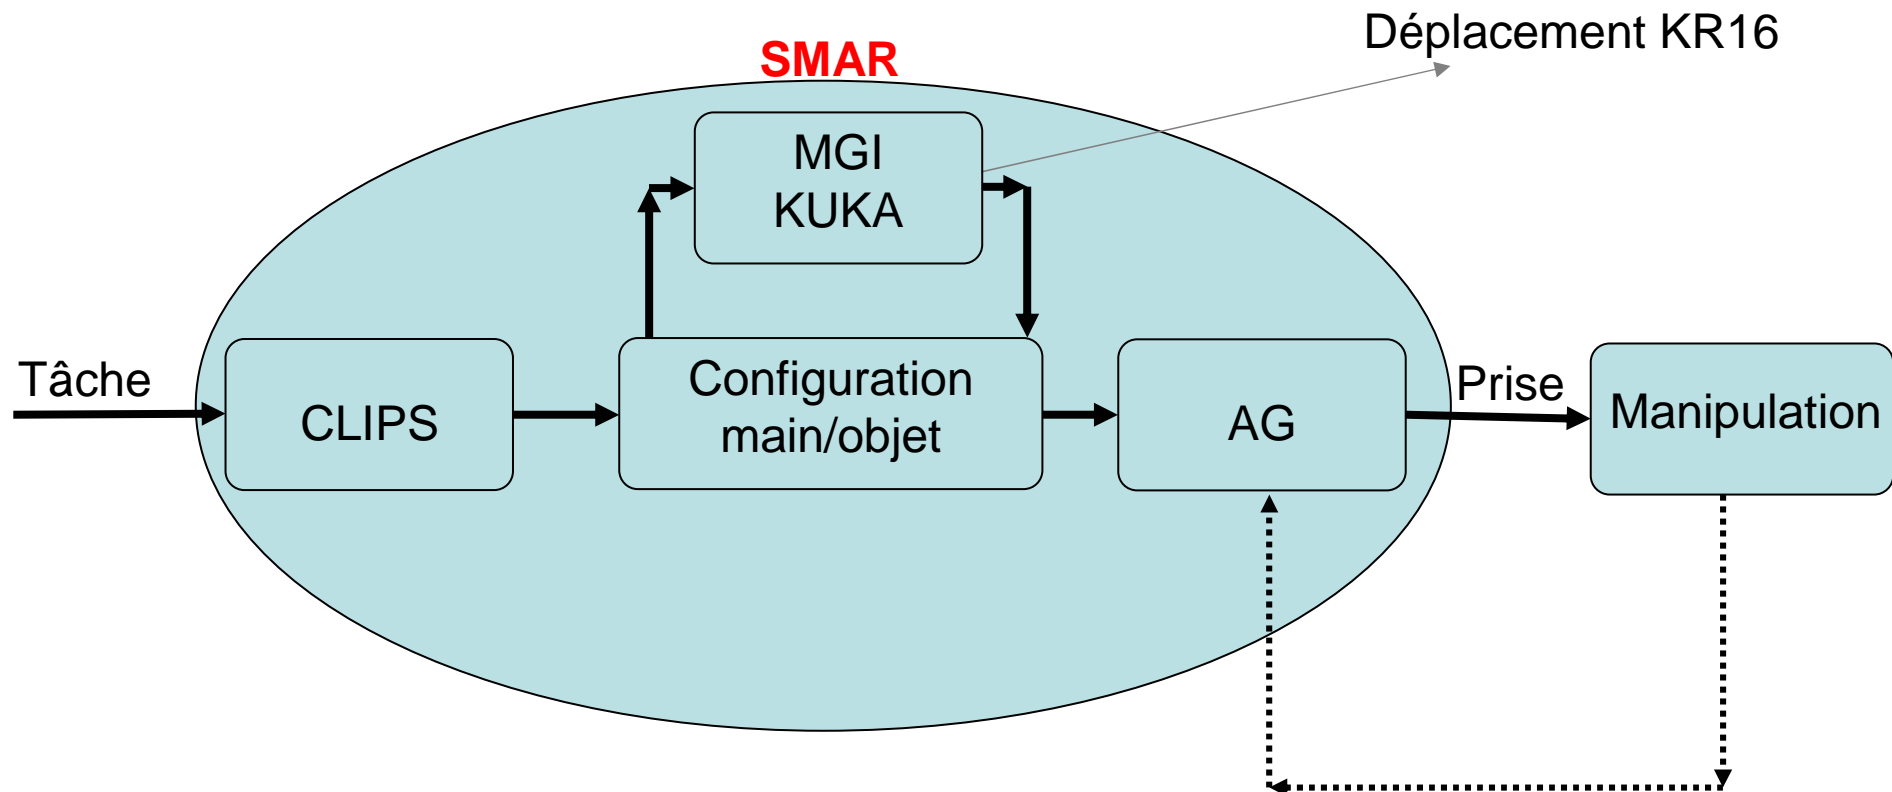 Déplacement KR16
SMAR
MGI
KUKA
Tâche
CLIPS
Configuration
main/objet
AG
Prise
Manipulation